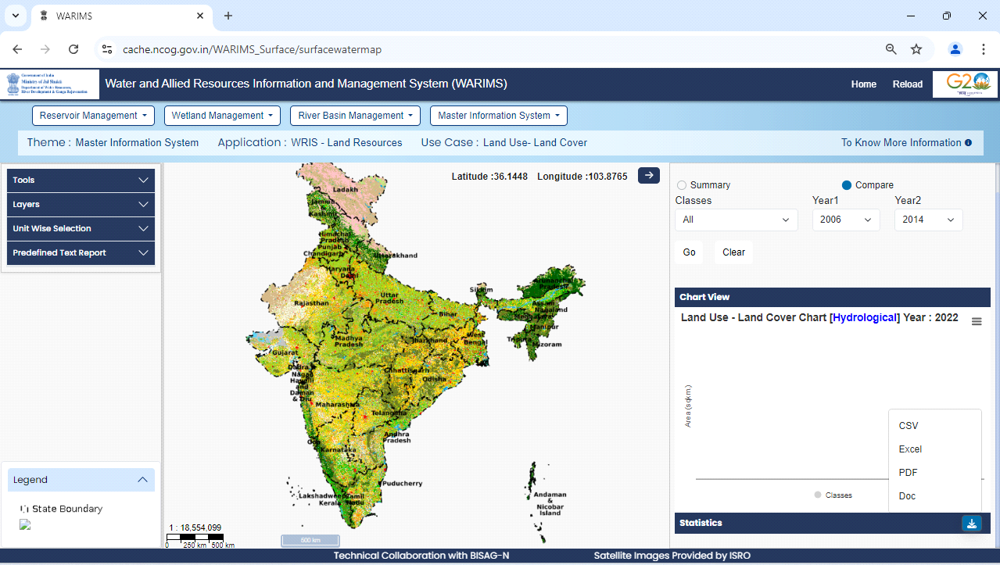 WARIMS
cache.ncog.gov.in/WARIMS_Surface/surfacewatermap
Government of India
Ministry of Jal Shakti
Department of Water Resources,
River Development & Ganga Rejuvenation
Water and Allied Resources Information and Management System (WARIMS)
Home
Reload
G20
Reservoir Management
Wetland Management
River Basin Management
Master Information System
Theme : Master Information System
Application : WRIS - Land Resources
Use Case : Land Use- Land Cover
To Know More Information
Tools
Layers
Unit Wise Selection
Predefined Text Report
Legend
State Boundary
Latitude :36.1448 Longitude :103.8765
Ladakh
Jammu
&
Kashmir
Himachal
Pradesh
Punjab
Chandigarh
Uttarakhand
Haryana
Delhi
Rajasthan
Uttar
Pradesh
Sikkim
Arunanchal
Pradesh
Assam
Nagaland
Meghalaya
Manipur
Tripura
Mizoram
Bihar
West
Bengal
Jharkhand
Madhya
Pradesh
Gujarat
Dadra
Nagar
Haveli
and
Daman
& Diu
Chhattisgarh
Odisha
Maharashtra
Telangana
Goa
Andhra
Pradesh
Karnataka
Puducherry
Lakshadweep
Tamil
Nadu
Kerala
Andaman
&
Nicobar
Island
1 : 18,554,099
0 250 km 500 km
500 km
Summary
Compare
Classes
Year1
Year2
All
2006
2014
Go
Clear
Chart View
Land Use - Land Cover Chart [Hydrological] Year : 2022
Area (sq km )
Classes
CSV
Excel
PDF
Doc
Statistics
Technical Collaboration with BISAG-N
Satellite Images Provided by ISRO